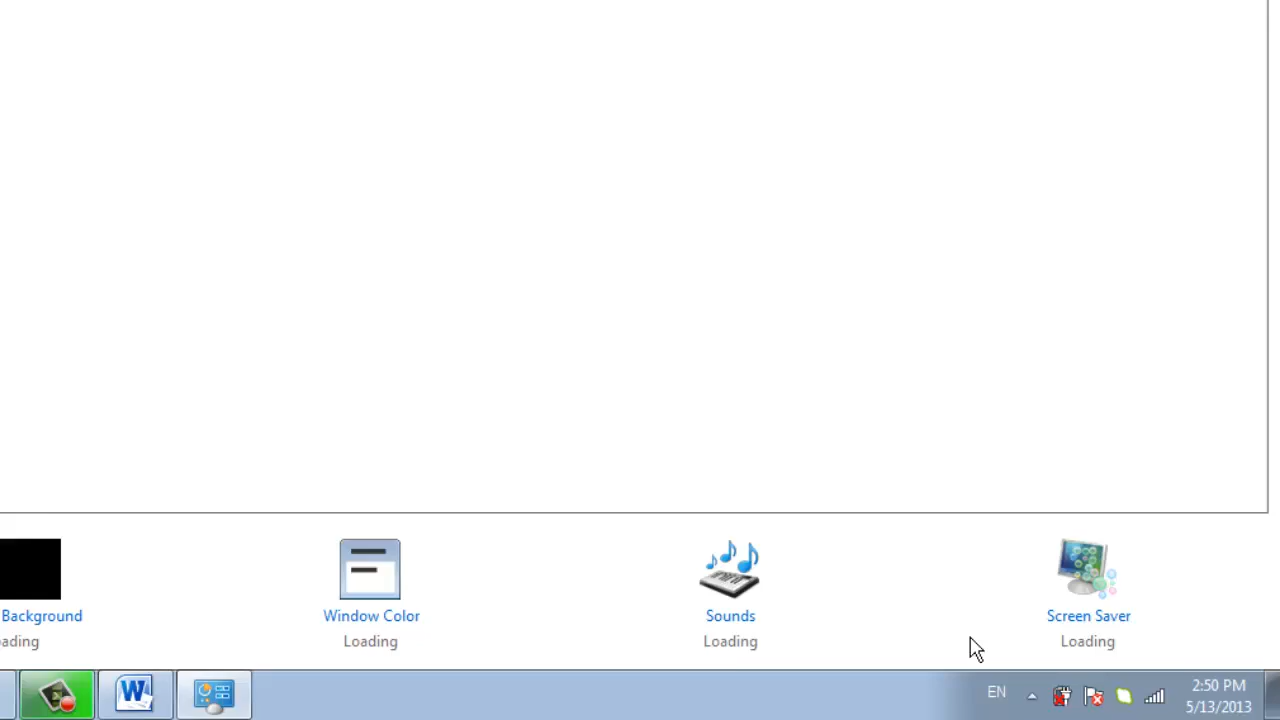 Background
Window Color
Sounds
Screen Saver
ading
Loading
Loading
Loading
W
EN
2:50 PM
5/13/2013